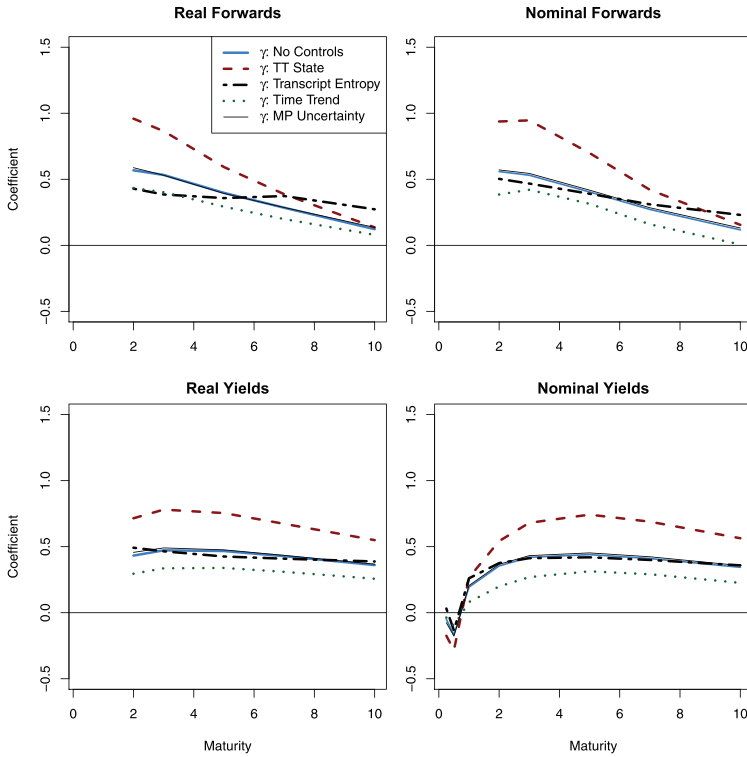 Real Forwards
Nominal Forwards
Coefficient
1.5
1.0
0.5
0.0
−0.5
γ: No Controls
γ: TT State
γ: Transcript Entropy
γ: Time Trend
γ: MP Uncertainty
0 2 4 6 8 10
1.5
1.0
0.5
0.0
−0.5
0 2 4 6 8 10
Real Yields
Nominal Yields
Coefficient
1.5
1.0
0.5
0.0
−0.5
0 2 4 6 8 10
Maturity
1.5
1.0
0.5
0.0
−0.5
0 2 4 6 8 10
Maturity